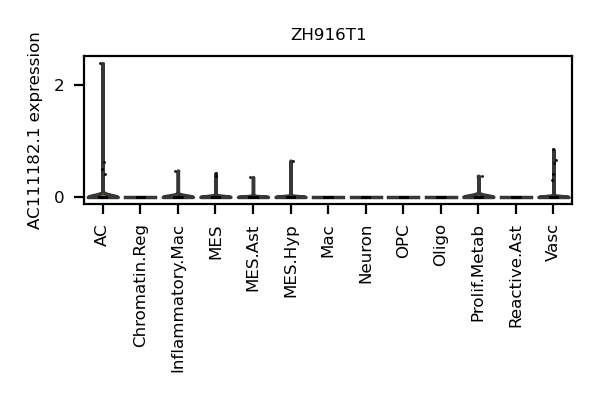 ZH916T1
AC111182.1 expression
2
0
AC
Chromatin.Reg
Inflammatory.Mac
MES
MES.Ast
MES.Hyp
Mac
Neuron
OPC
Oligo
Prolif.Metab
Reactive.Ast
Vasc